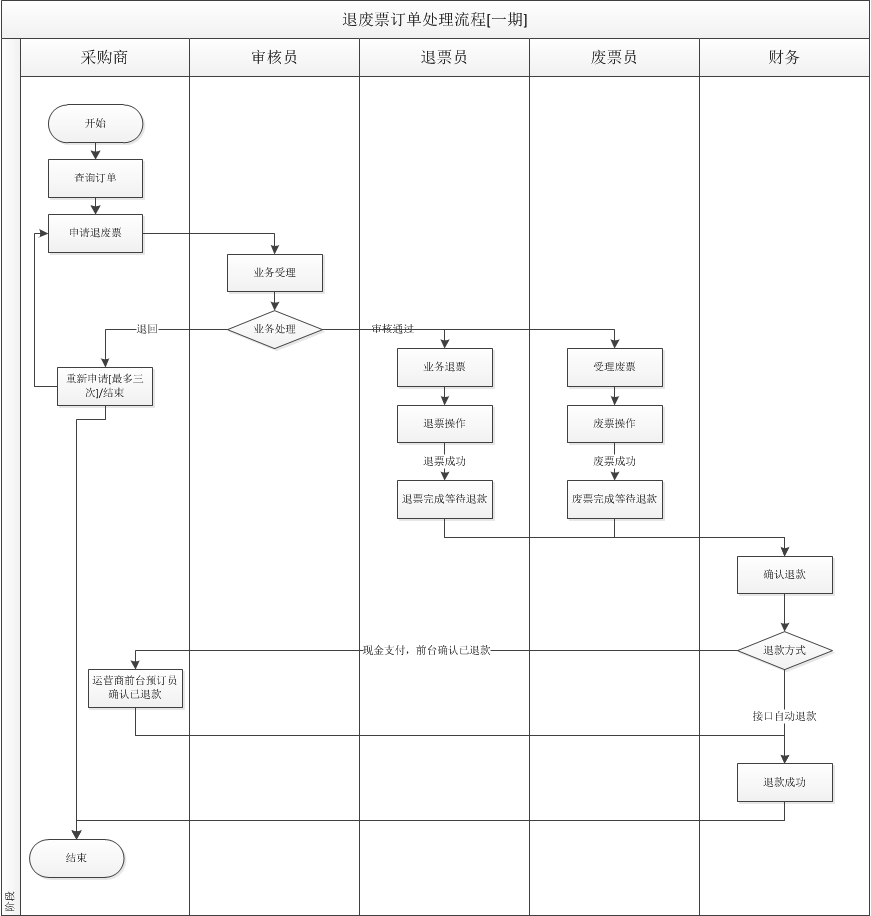 退废票订单处理流程[一期]
采购商
审核员
退票员
废票员
财务
开始
查询订单
申请退废票
业务受理
业务处理
退回
审核通过
重新申请[最多三
次]/结束
业务退票
受理废票
退票操作
废票操作
退票成功
废票成功
退票完成等待退款
废票完成等待退款
确认退款
退款方式
现金支付，前台确认已退款
运营商前台预订员
确认已退款
接口自动退款
退款成功
结束
阶段